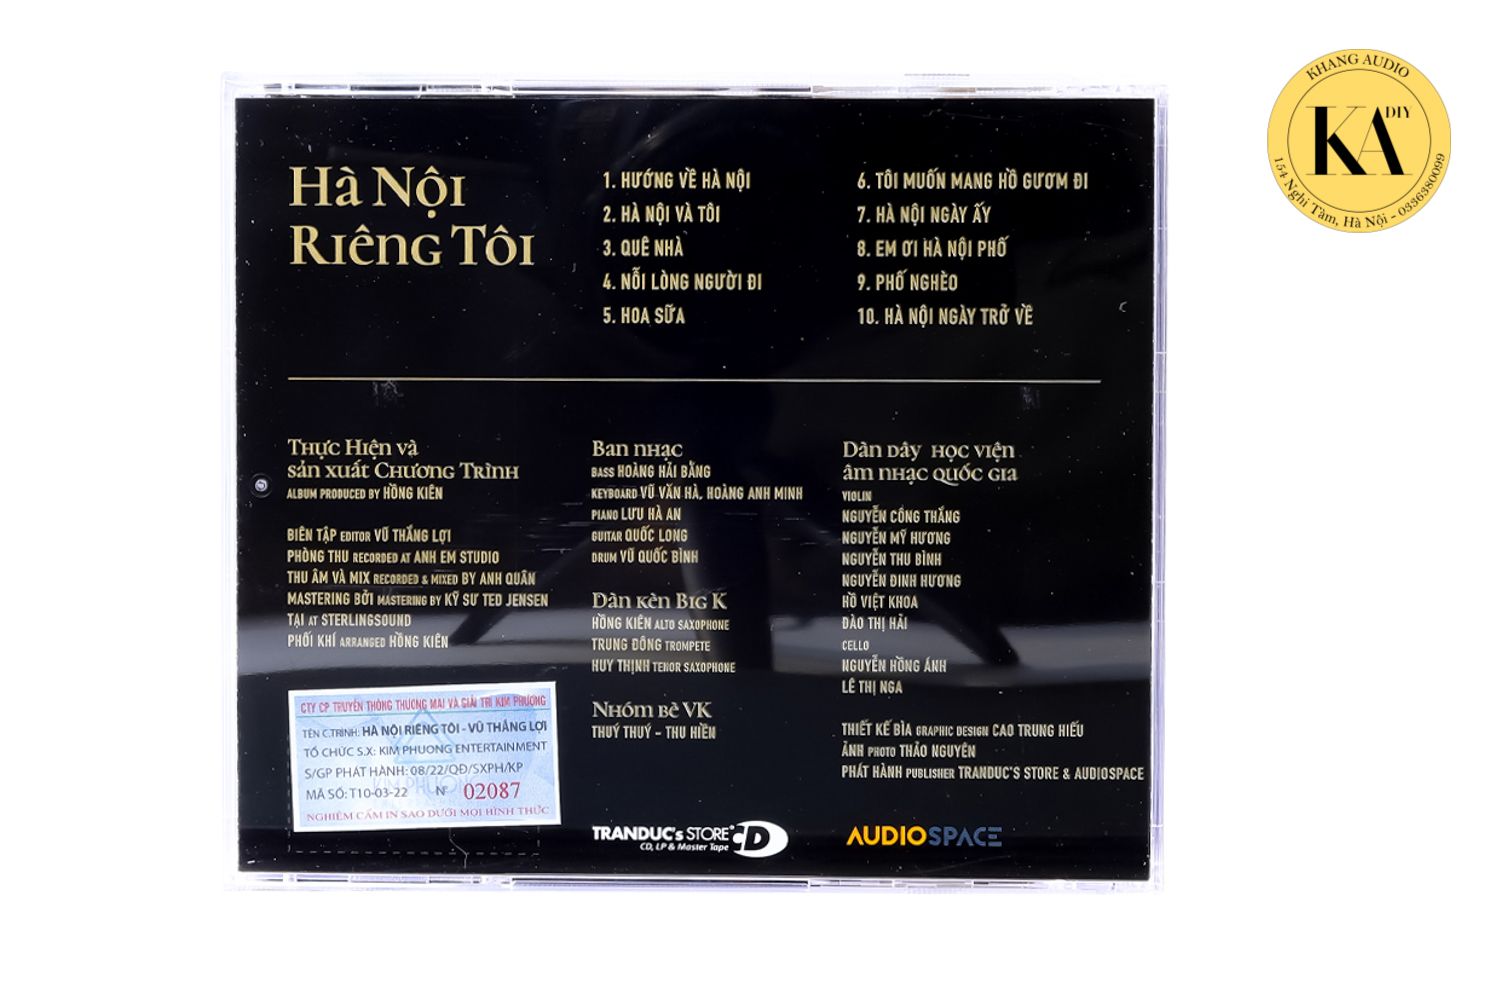 Hà Nội
Riêng Tôi
1. HƯỚNG VỀ HÀ NỘI
2. HÀ NỘI VÀ TÔI
3. QUÊ NHÀ
4. NỖI LÒNG NGƯỜI ĐI
5. HOA SỮA
6. TÔI MUỐN MANG HỒ GƯƠM ĐI
7. HÀ NỘI NGÀY ẤY
8. EM ƠI HÀ NỘI PHỐ
9. PHỐ NGHÈO
10. HÀ NỘI NGÀY TRỞ VỀ
Thực Hiện và
sản xuất Chương Trình
ALBUM PRODUCED BY HỒNG KIÊN
BIÊN TẬP EDITOR VŨ THẮNG LỢI
PHÒNG THU RECORDED AT ANH EM STUDIO
THU ÂM VÀ MIX RECORDED & MIXED BY ANH QUÂN
MASTERING BỞI MASTERING BY KỸ SƯ TED JENSEN
TẠI AT STERLINGSOUND
PHỐI KHÍ ARRANGED HỒNG KIÊN
Ban nhạc
BASS HOÀNG HẢI BẰNG
KEYBOARD VŨ VĂN HÀ, HOÀNG ANH MINH
PIANO LƯU HÀ AN
GUITAR QUỐC LONG
DRUM VŨ QUỐC BÌNH
Dàn kèn Big K
HỒNG KIÊN ALTO SAXOPHONE
TRUNG ĐÔNG TROMPETE
HUY THỊNH TENOR SAXOPHONE
Nhóm bè VK
THUÝ THUÝ - THU HIỀN
Dàn dây học viện
âm nhạc Quốc gia
VIOLIN
NGUYỄN CÔNG THẮNG
NGUYỄN MỸ HƯƠNG
NGUYỄN THU BÌNH
NGUYỄN ĐINH HƯƠNG
HỒ VIỆT KHOA
ĐÀO THỊ HẢI
CELLO
NGUYỄN HỒNG ÁNH
LÊ THỊ NGA
THIẾT KẾ BÌA GRAPHIC DESIGN CAO TRUNG HIẾU
ẢNH PHOTO THẢO NGUYÊN
PHÁT HÀNH PUBLISHER TRANDUC'S STORE & AUDIOSPACE
CTY CP TRUYỀN THÔNG THƯƠNG MẠI VÀ GIẢI TRÍ KIM PHƯỢNG
TÊN C.TRÌNH: HÀ NỘI RIÊNG TÔI - VŨ THẮNG LỢI
TỔ CHỨC S.X: KIM PHUONG ENTERTAINMENT
S/GP PHÁT HÀNH: 08/22/QĐ/SXPH/KP
MÃ SỐ: T10-03-22 N° 02087
NGHIÊM CẤM IN SAO DƯỚI MỌI HÌNH THỨC
TRANDUC's STORE CD
CD, LP & Master Tape
AUDIOSPACE
KHANG AUDIO
KA DIY
154 Nghi Tàm, Hà Nội - 0336380099